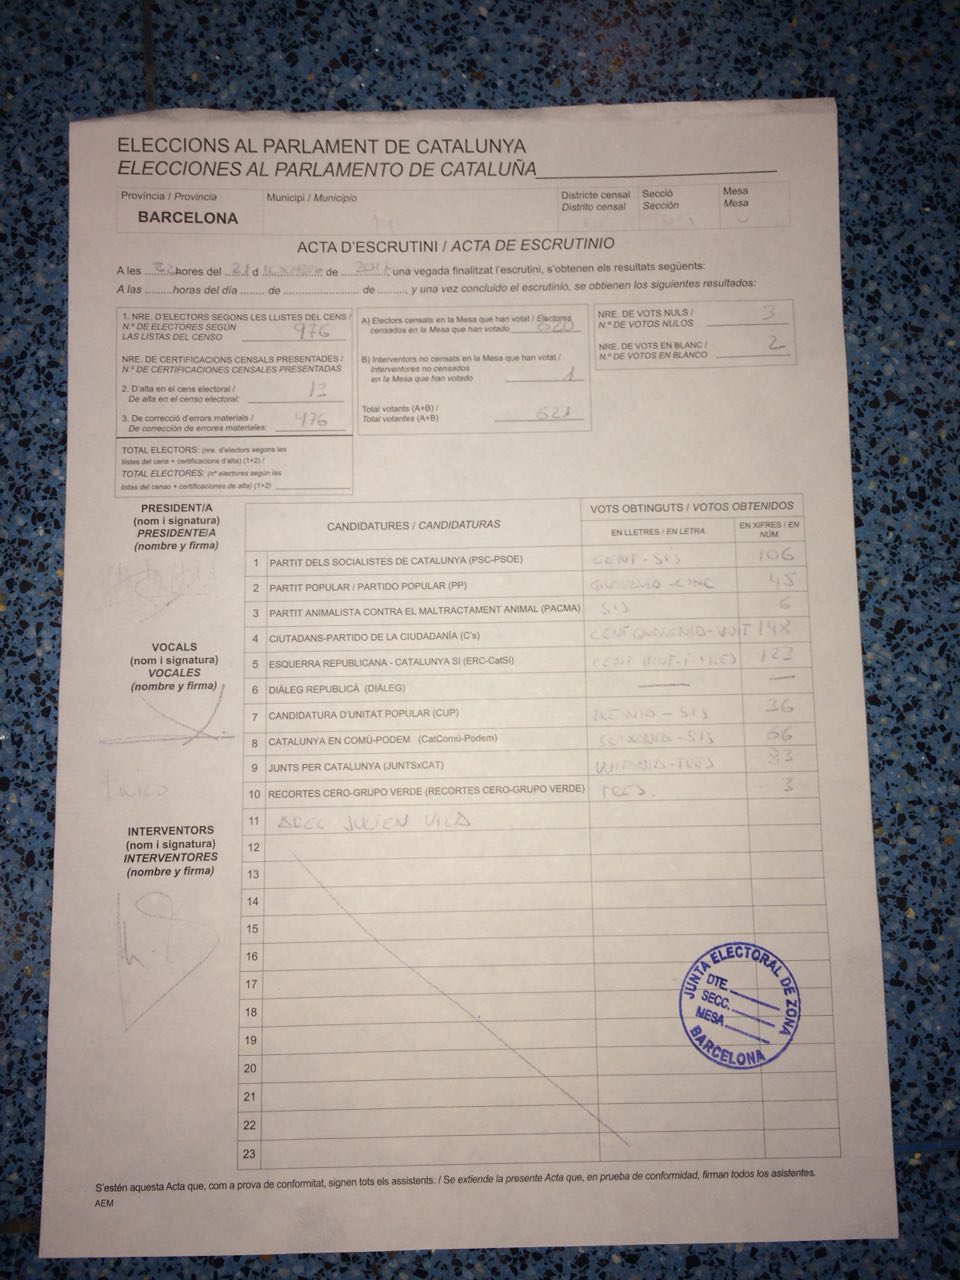 ELECCIONS AL PARLAMENT DE CATALUNYA
ELECCIONES AL PARLAMENTO DE CATALUÑA
Província / Provincia
BARCELONA
Municipi / Municipio
Districte censal
Distrito censal
Secció
Sección
Mesa
Mesa
ACTA D'ESCRUTINI / ACTA DE ESCRUTINIO
A les ......... hores del 21 d ......... de 2017, una vegada finalitzat l'escrutini, s'obtenen els resultats següents:
A las .........horas del día ....... de ...................... de ........., y una vez concluido el escrutinio, se obtienen los siguientes resultados:
1. NRE. D'ELECTORS SEGONS LES LLISTES DEL CENS /
N.º DE ELECTORES SEGÚN
LAS LISTAS DEL CENSO 976
NRE. DE CERTIFICACIONS CENSALS PRESENTADES /
N.º DE CERTIFICACIONES CENSALES PRESENTADAS
2. D'alta en el cens electoral /
De alta en el censo electoral: 13
3. De correcció d'errors materials /
De corrección de errores materiales: 976
TOTAL ELECTORS: (nre. d'electors segons les
llistes del cens + certificacions d'alta) (1+2) /
TOTAL ELECTORES: (nº electores según las
listas del censo + certificaciones de alta) (1+2)
A) Electors censats en la Mesa que han votat / Electores
censados en la Mesa que han votado 620
B) Interventors no censats en la Mesa que han votat /
Interventores no censados
en la Mesa que han votado 1
Total votants (A+B) /
Total votantes (A+B) 621
NRE. DE VOTS NULS /
N.º DE VOTOS NULOS 3
NRE. DE VOTS EN BLANC /
N.º DE VOTOS EN BLANCO 2
PRESIDENT/A
(nom i signatura)
PRESIDENTE/A
(nombre y firma)
VOCALS
(nom i signatura)
VOCALES
(nombre y firma)
INTERVENTORS
(nom i signatura)
INTERVENTORES
(nombre y firma)
CANDIDATURES / CANDIDATURAS
VOTS OBTINGUTS / VOTOS OBTENIDOS
EN LLETRES / EN LETRA
EN XIFRES / EN NÚM.
1 PARTIT DELS SOCIALISTES DE CATALUNYA (PSC-PSOE) CENT-SIS 106
2 PARTIT POPULAR / PARTIDO POPULAR (PP) QUARANTA-CINC 45
3 PARTIT ANIMALISTA CONTRA EL MALTRACTAMENT ANIMAL (PACMA) SIS 6
4 CIUTADANS-PARTIDO DE LA CIUDADANÍA (C's) CENT QUARANTA-VUIT 148
5 ESQUERRA REPUBLICANA - CATALUNYA SI (ERC-CatSí) CENT VINT-I-TRES 123
6 DIÀLEG REPUBLICÀ (DIÀLEG) — —
7 CANDIDATURA D'UNITAT POPULAR (CUP) TRENTA-SIS 36
8 CATALUNYA EN COMÚ-PODEM (CatComú-Podem) SEIXANTA-SIS 66
9 JUNTS PER CATALUNYA (JUNTSxCAT) VUITANTA-TRES 83
10 RECORTES CERO-GRUPO VERDE (RECORTES CERO-GRUPO VERDE) TRES. 3
11
12
13
14
15
16
17
18
19
20
21
22
23
JUNTA ELECTORAL DE ZONA
DTE.
SECC.
MESA
BARCELONA
S'estén aquesta Acta que, com a prova de conformitat, signen tots els assistents. / Se extiende la presente Acta que, en prueba de conformidad, firman todos los asistentes.
AEM